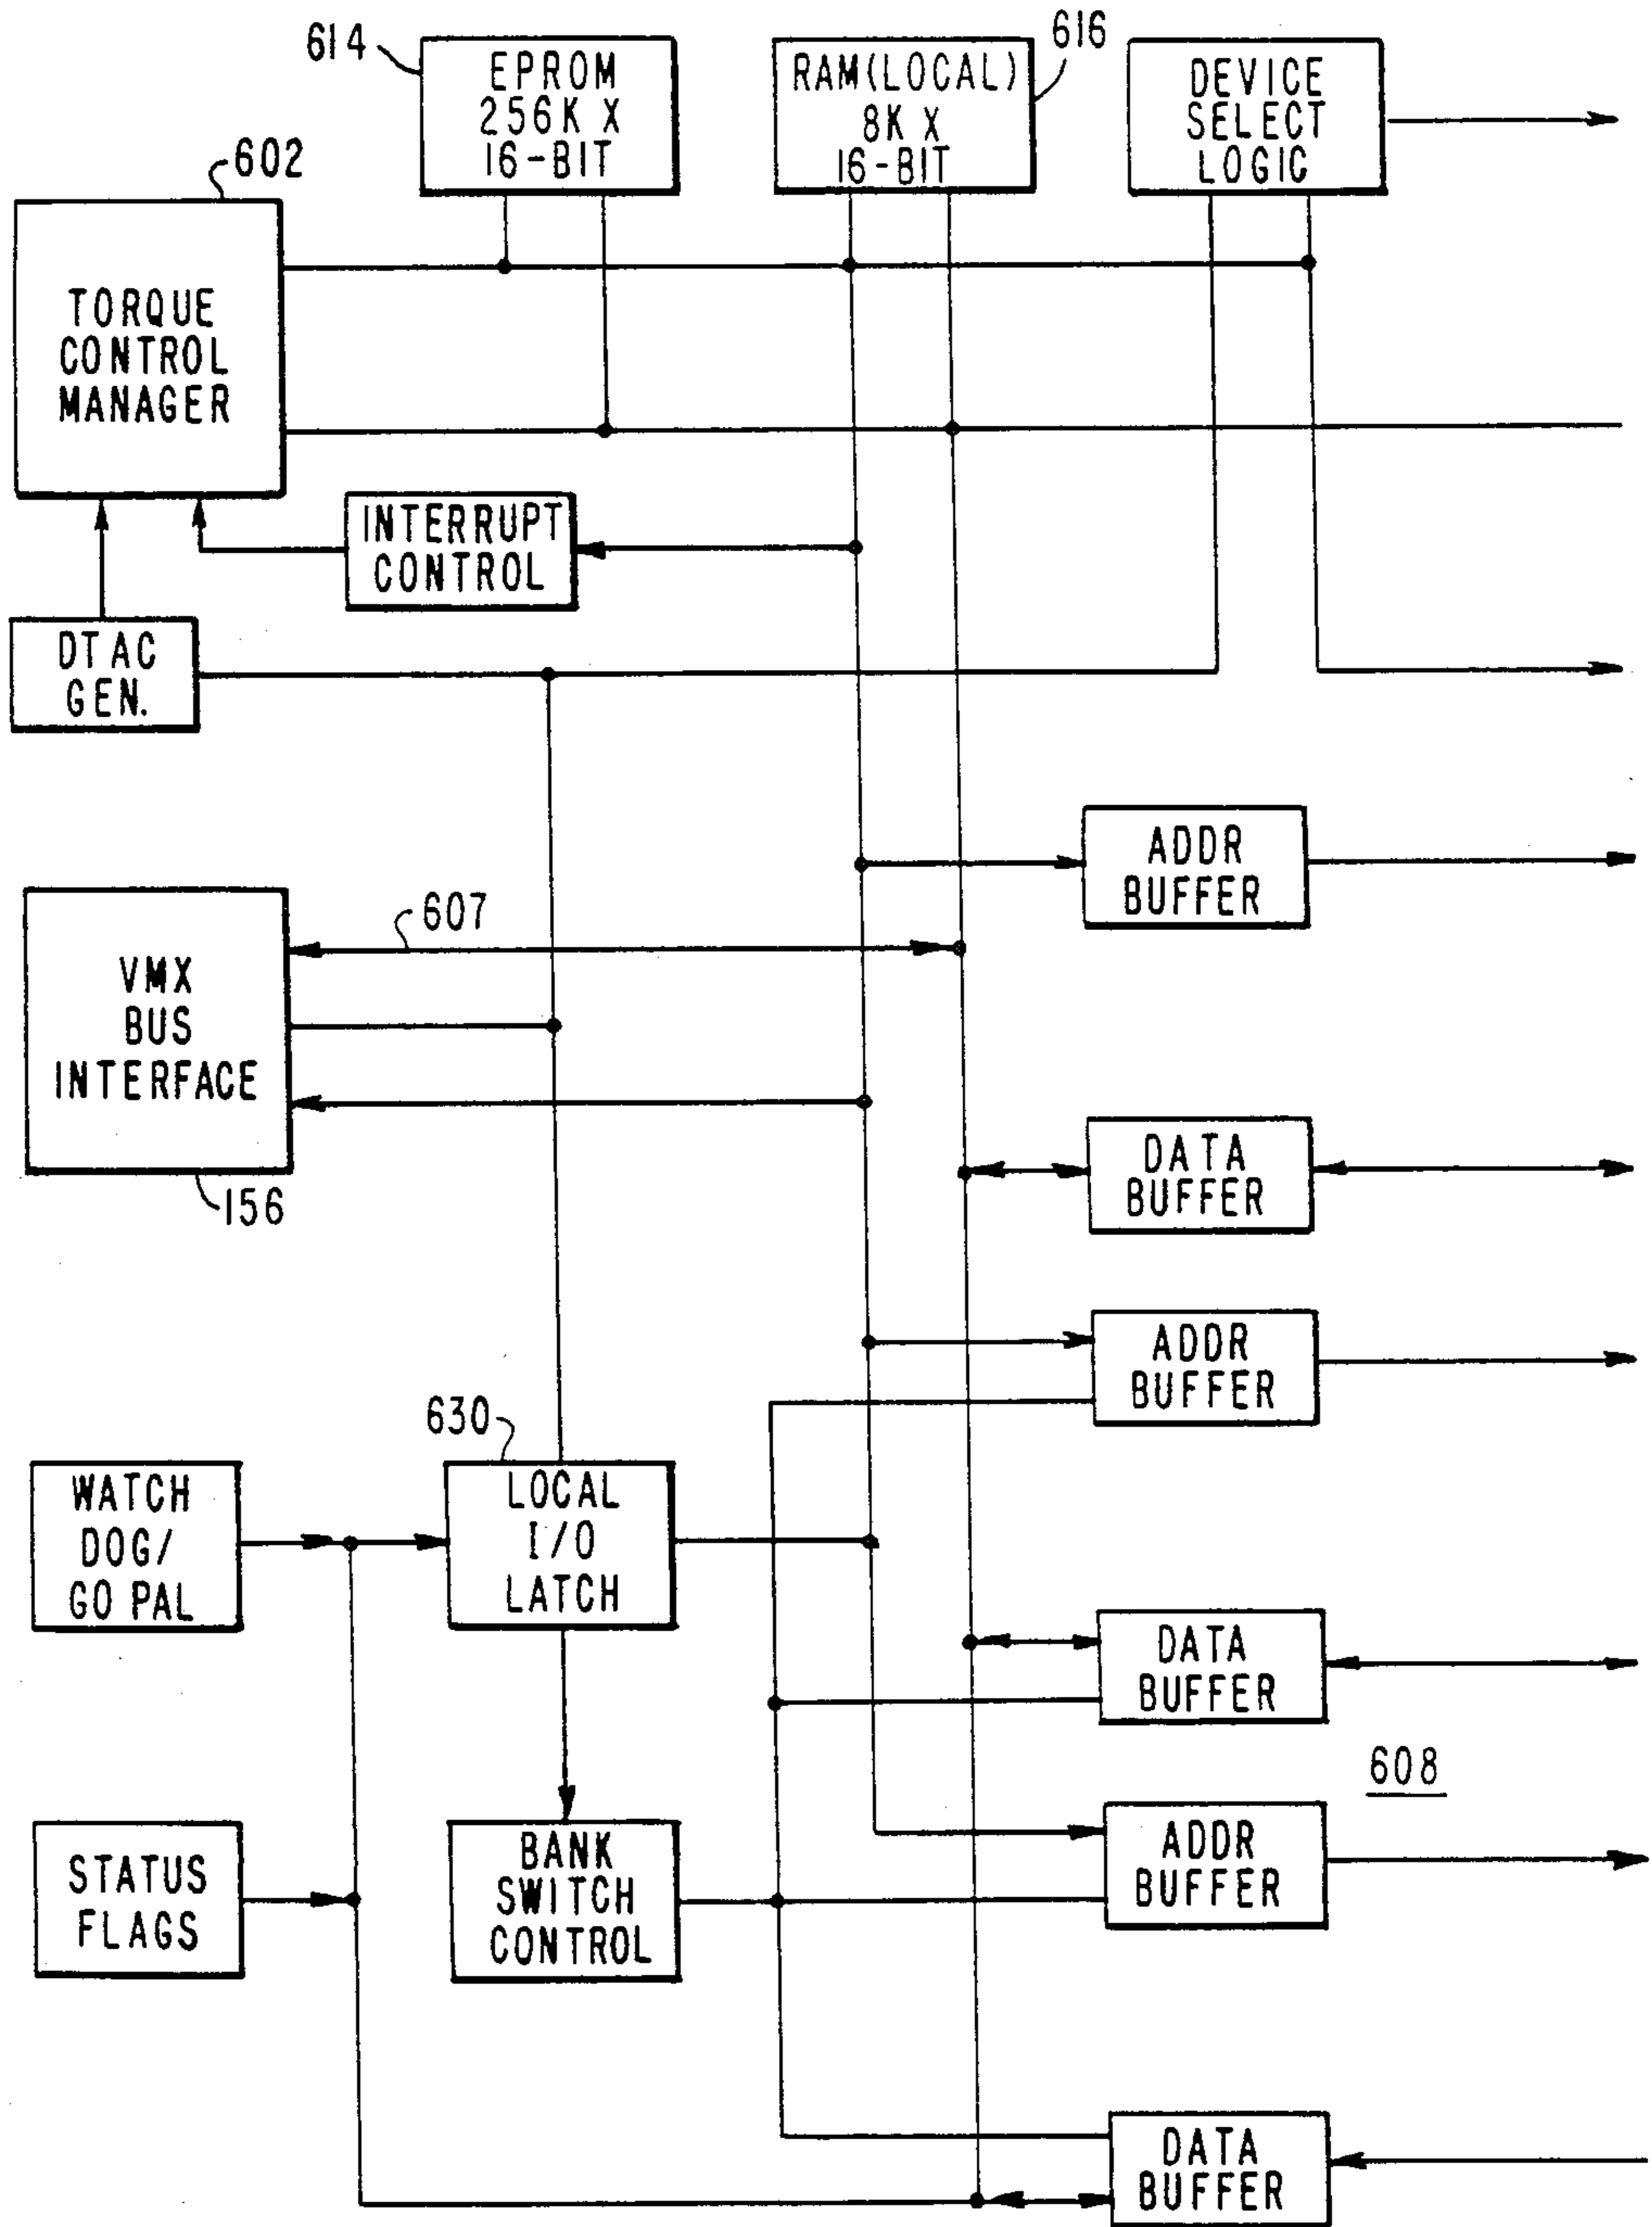 614
EPROM
256K X
16-BIT
RAM(LOCAL)
8K X
16-BIT
616
DEVICE
SELECT
LOGIC
602
TORQUE
CONTROL
MANAGER
INTERRUPT
CONTROL
DTAC
GEN.
ADDR
BUFFER
607
VMX
BUS
INTERFACE
156
DATA
BUFFER
ADDR
BUFFER
630
WATCH
DOG/
GO PAL
LOCAL
I/O
LATCH
DATA
BUFFER
608
STATUS
FLAGS
BANK
SWITCH
CONTROL
ADDR
BUFFER
DATA
BUFFER